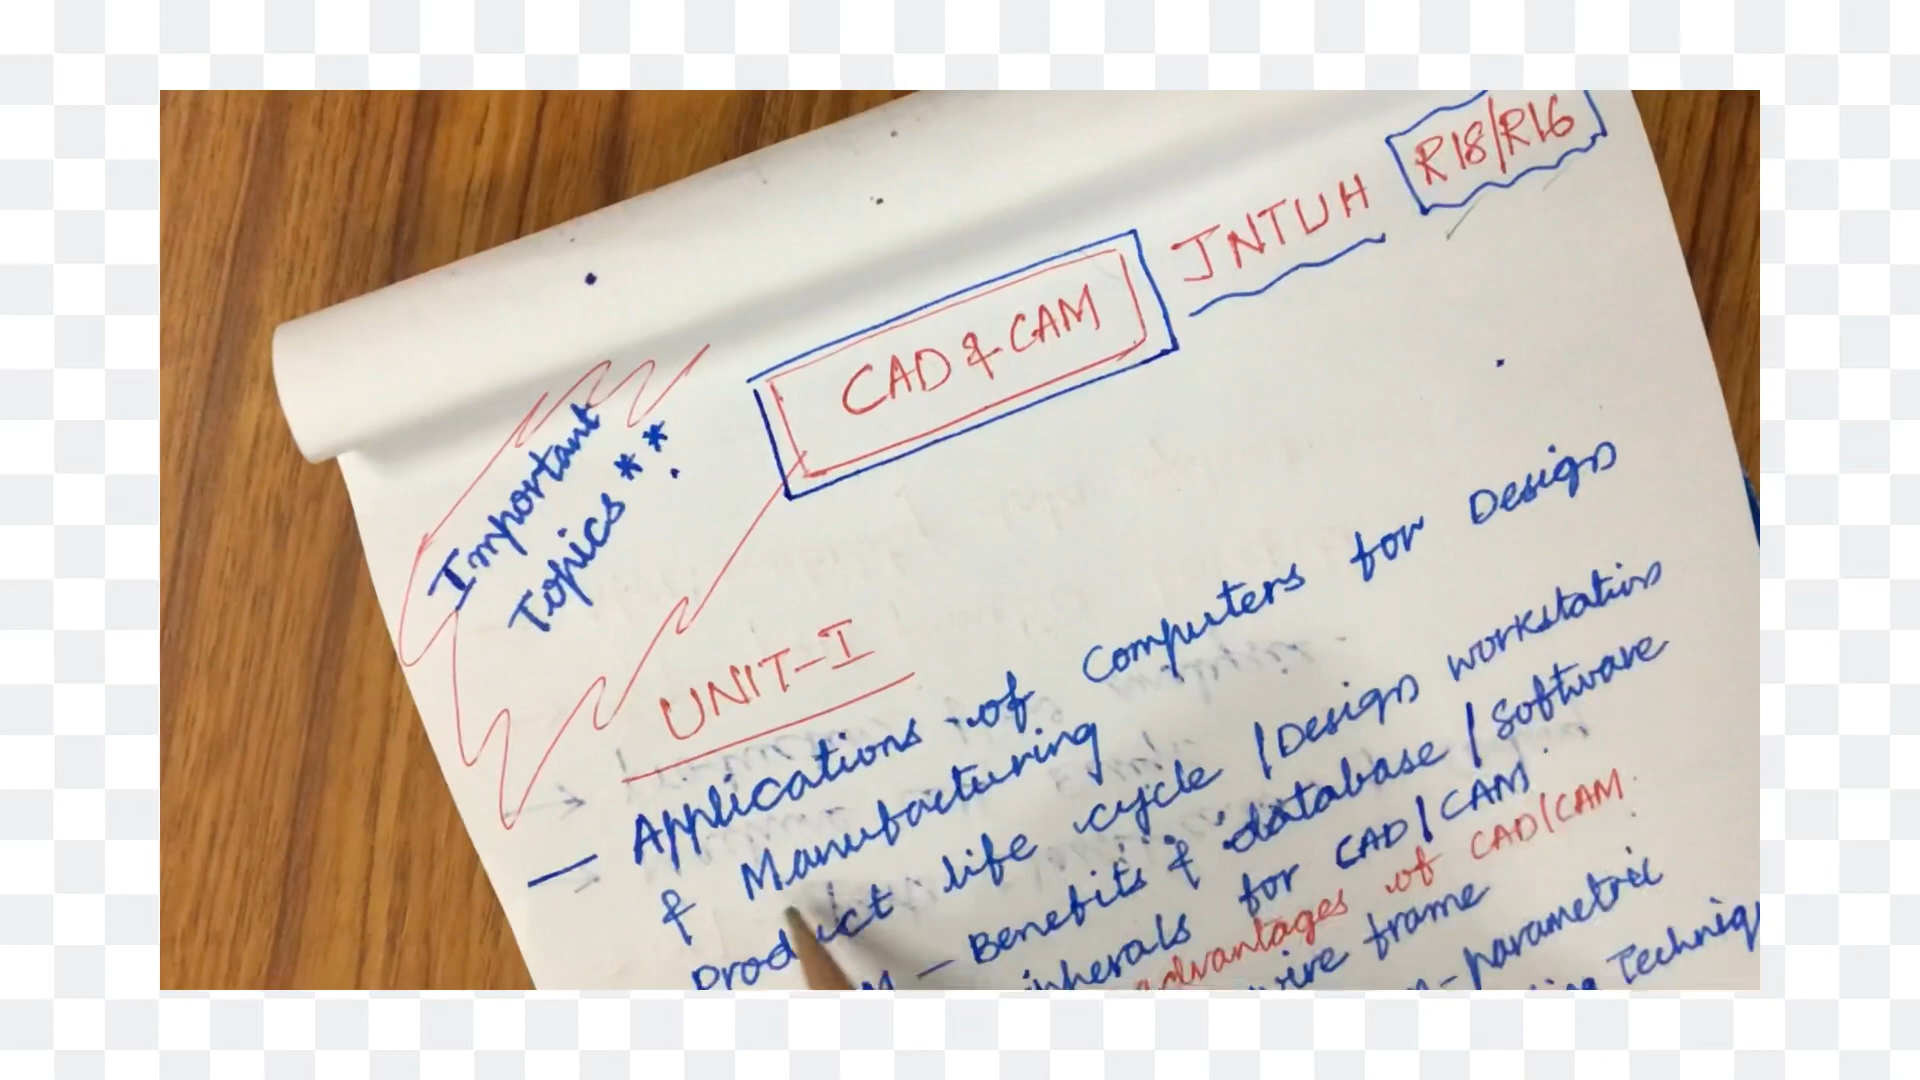 R18/R16
JNTUH
CAD & CAM
Important
Topics **
UNIT-I
— Applications of Computers for Design
& Manufacturing
Product life cycle / Design workstation
— Benefits & database / Software
for CAD / CAM
advantages of CAD/CAM
wire frame
parametric
Techniq